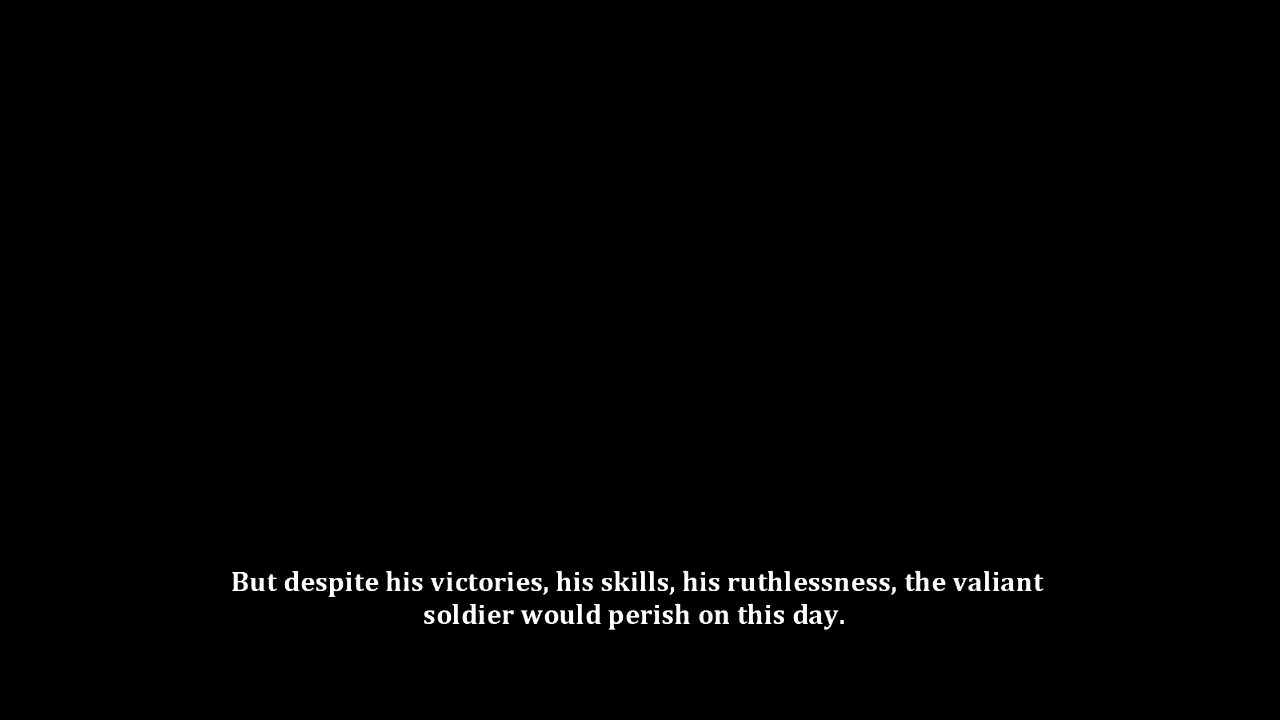 But despite his victories, his skills, his ruthlessness, the valiant
soldier would perish on this day.